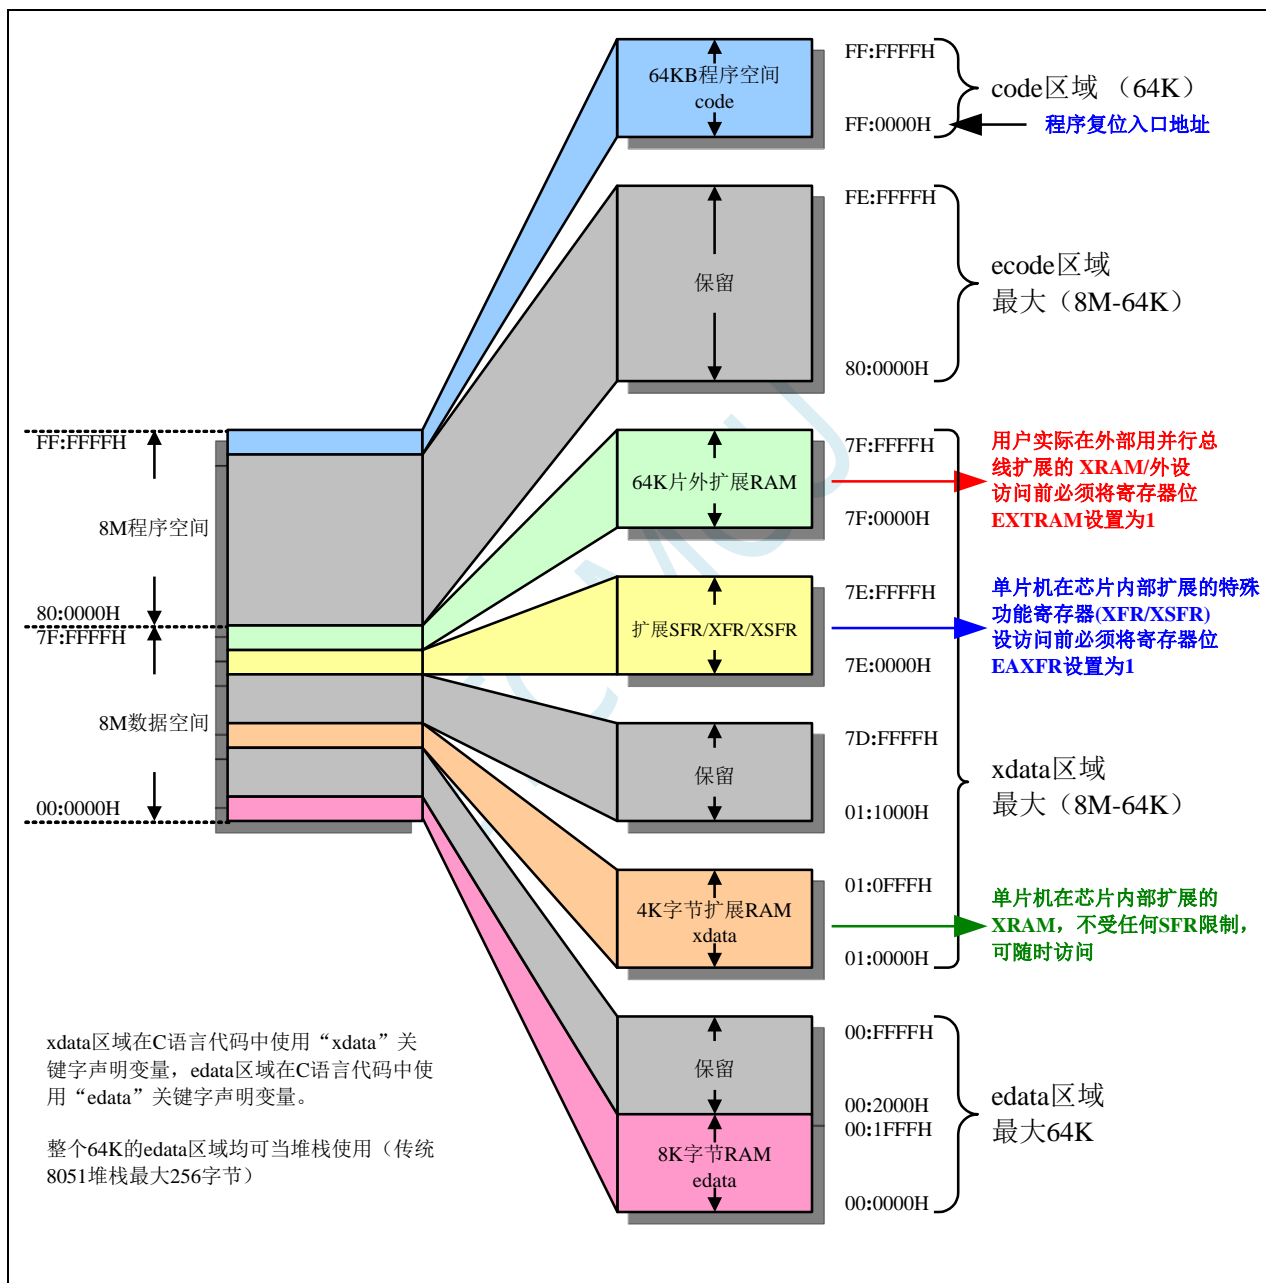 64KB程序空间
code
FF:FFFFH
FF:0000H
code区域 （64K）
程序复位入口地址
保留
FE:FFFFH
80:0000H
ecode区域
最大（8M-64K）
FF:FFFFH
8M程序空间
80:0000H
7F:FFFFH
8M数据空间
00:0000H
64K片外扩展RAM
7F:FFFFH
7F:0000H
用户实际在外部用并行总
线扩展的 XRAM/外设
访问前必须将寄存器位
EXTRAM设置为1
扩展SFR/XFR/XSFR
7E:FFFFH
7E:0000H
单片机在芯片内部扩展的特殊
功能寄存器(XFR/XSFR)
设访问前必须将寄存器位
EAXFR设置为1
保留
7D:FFFFH
01:1000H
xdata区域
最大（8M-64K）
4K字节扩展RAM
xdata
01:0FFFH
01:0000H
单片机在芯片内部扩展的
XRAM，不受任何SFR限制，
可随时访问
保留
00:FFFFH
00:2000H
00:1FFFH
8K字节RAM
edata
00:0000H
edata区域
最大64K
xdata区域在C语言代码中使用“xdata”关
键字声明变量，edata区域在C语言代码中使
用“edata”关键字声明变量。
整个64K的edata区域均可当堆栈使用（传统
8051堆栈最大256字节）